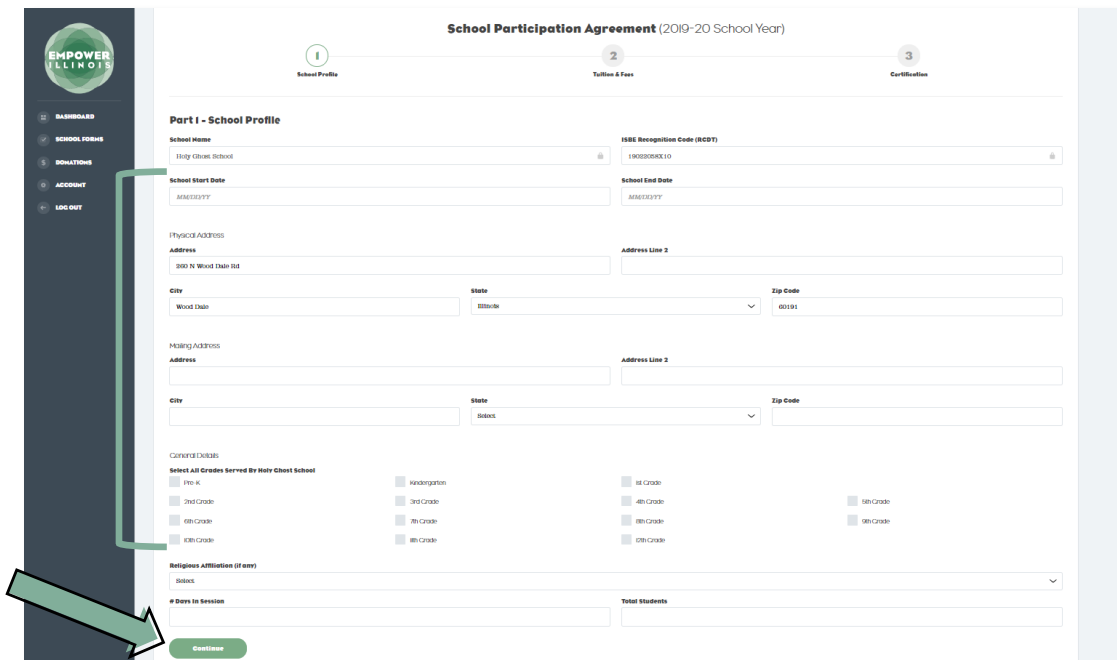 School Participation Agreement (2019-20 School Year)
EMPOWER
ILLINOIS
1 2 3
School Profile Tuition & Fees Certification
DASHBOARD
SCHOOL FORMS
DONATIONS
ACCOUNT
LOG OUT
Part 1 - School Profile
School Name ISBE Recognition Code (RCDT)
Holy Ghost School 19022058X10
School Start Date School End Date
MM/DD/YY MM/DD/YY
Physical Address
Address Address Line 2
260 N Wood Dale Rd
City State Zip Code
Wood Dale Illinois 60191
Mailing Address
Address Address Line 2
City State Zip Code
Select
General Details
Select All Grades Served By Holy Ghost School
Pre-K Kindergarten 1st Grade
2nd Grade 3rd Grade 4th Grade 5th Grade
6th Grade 7th Grade 8th Grade 9th Grade
10th Grade 11th Grade 12th Grade
Religious Affiliation (if any)
Select
# Days In Session Total Students
Continue